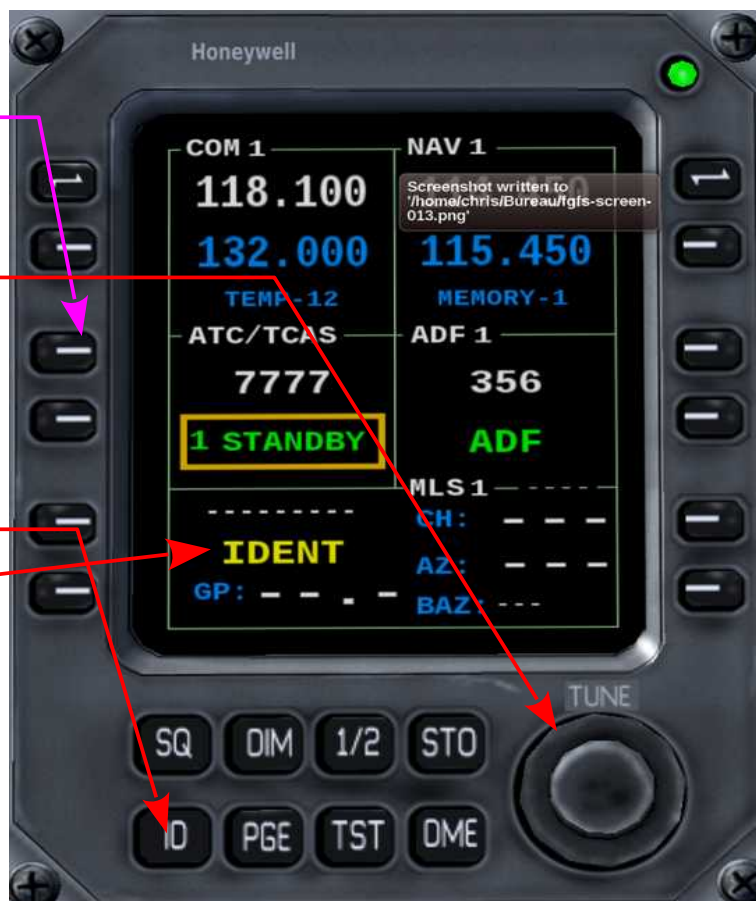 Honeywell
COM 1
NAV 1
118.100
Screenshot written to
'/home/chris/Bureau/fgfs-screen-
013.png'
132.000
115.450
TEMP-12
MEMORY-1
ATC/TCAS
ADF 1
7777
356
1 STANDBY
ADF
MLS 1 -----
---------
CH: – – –
IDENT
AZ: – – –
GP: – – . –
BAZ: ---
TUNE
SQ
DIM
1/2
STO
ID
PGE
TST
DME